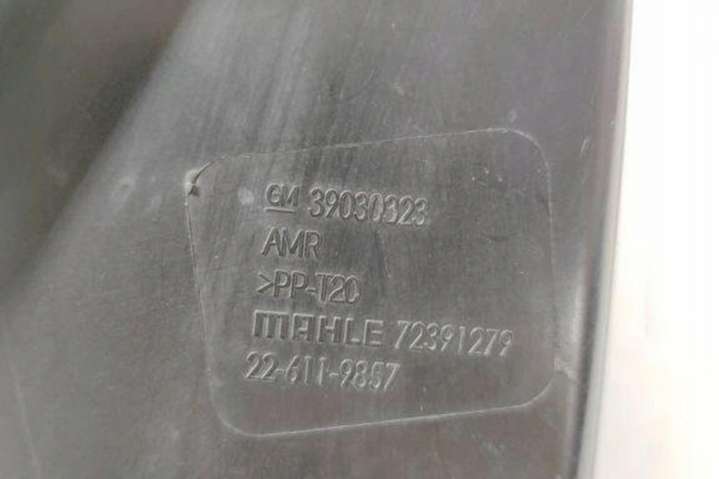 GM 39030323
AMR
>PP-T20
MAHLE 72391279
22-611-9857